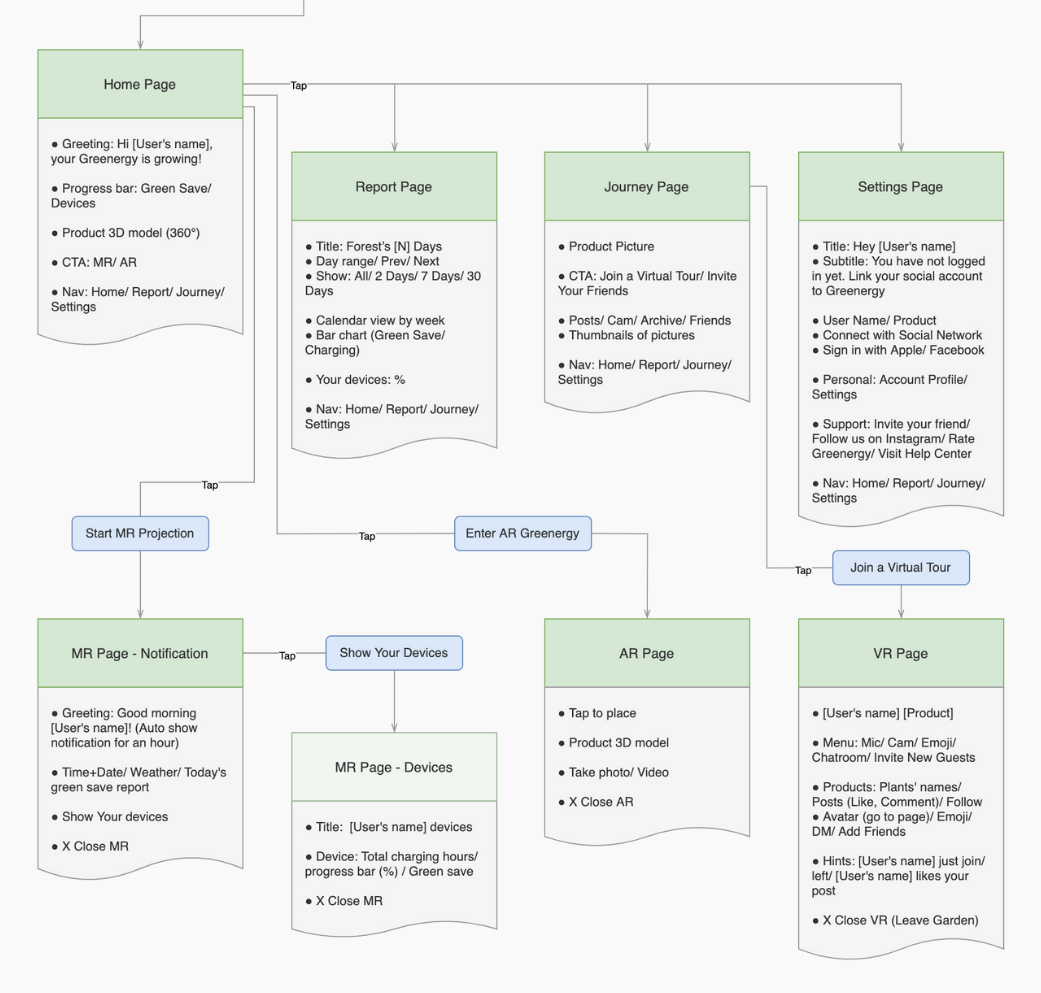 Home Page
● Greeting: Hi [User's name],
your Greenergy is growing!
● Progress bar: Green Save/
Devices
● Product 3D model (360°)
● CTA: MR/ AR
● Nav: Home/ Report/ Journey/
Settings
Tap
Report Page
● Title: Forest's [N] Days
● Day range/ Prev/ Next
● Show: All/ 2 Days/ 7 Days/ 30
Days
● Calendar view by week
● Bar chart (Green Save/
Charging)
● Your devices: %
● Nav: Home/ Report/ Journey/
Settings
Journey Page
● Product Picture
● CTA: Join a Virtual Tour/ Invite
Your Friends
● Posts/ Cam/ Archive/ Friends
● Thumbnails of pictures
● Nav: Home/ Report/ Journey/
Settings
Settings Page
● Title: Hey [User's name]
● Subtitle: You have not logged
in yet. Link your social account
to Greenergy
● User Name/ Product
● Connect with Social Network
● Sign in with Apple/ Facebook
● Personal: Account Profile/
Settings
● Support: Invite your friend/
Follow us on Instagram/ Rate
Greenergy/ Visit Help Center
● Nav: Home/ Report/ Journey/
Settings
Tap
Start MR Projection
Tap
Enter AR Greenergy
Tap
Join a Virtual Tour
MR Page - Notification
● Greeting: Good morning
[User's name]! (Auto show
notification for an hour)
● Time+Date/ Weather/ Today's
green save report
● Show Your devices
● X Close MR
Tap
Show Your Devices
MR Page - Devices
● Title:  [User's name] devices
● Device: Total charging hours/
progress bar (%) / Green save
● X Close MR
AR Page
● Tap to place
● Product 3D model
● Take photo/ Video
● X Close AR
VR Page
● [User's name] [Product]
● Menu: Mic/ Cam/ Emoji/
Chatroom/ Invite New Guests
● Products: Plants' names/
Posts (Like, Comment)/ Follow
● Avatar (go to page)/ Emoji/
DM/ Add Friends
● Hints: [User's name] just join/
left/ [User's name] likes your
post
● X Close VR (Leave Garden)